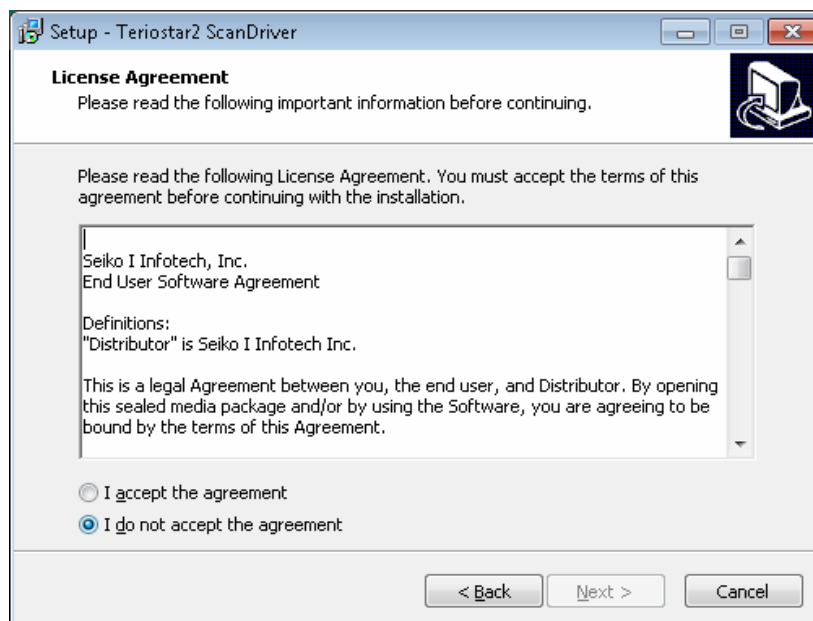 Setup - Teriostar2 ScanDriver
License Agreement
Please read the following important information before continuing.
Please read the following License Agreement. You must accept the terms of this
agreement before continuing with the installation.
Seiko I Infotech, Inc.
End User Software Agreement
Definitions:
"Distributor" is Seiko I Infotech Inc.
This is a legal Agreement between you, the end user, and Distributor. By opening
this sealed media package and/or by using the Software, you are agreeing to be
bound by the terms of this Agreement.
I accept the agreement
I do not accept the agreement
< Back Next > Cancel